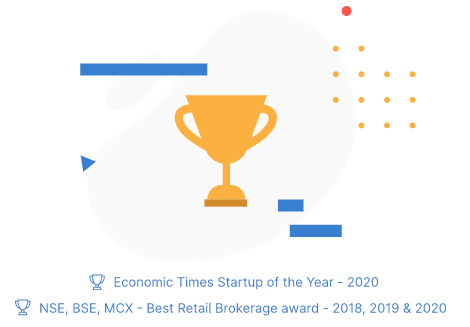 Economic Times Startup of the Year - 2020
NSE, BSE, MCX - Best Retail Brokerage award - 2018, 2019 & 2020